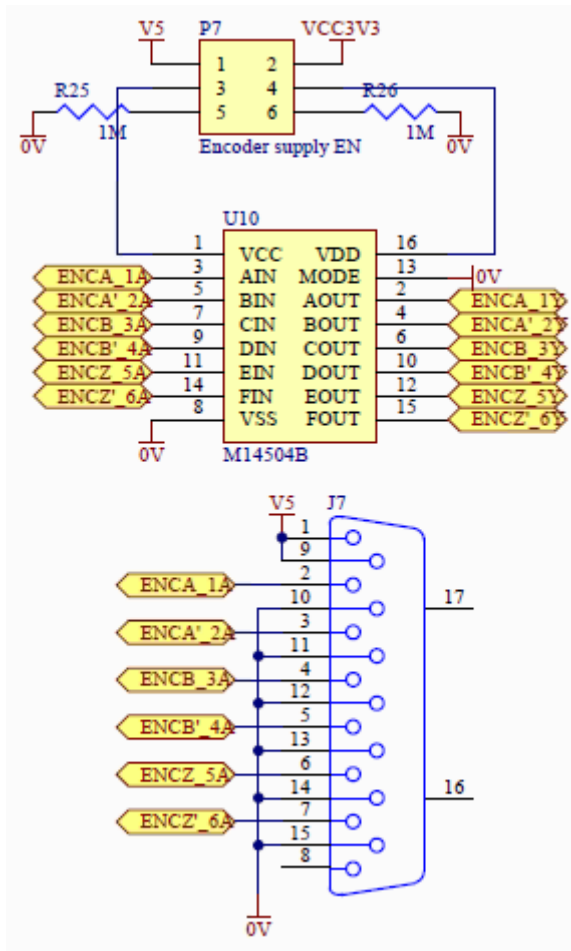 V5 P7 VCC3V3
1 2
R25 3 4 R26
5 6
1M 1M
0V Encoder supply EN 0V
U10
1 VCC VDD 16
ENCA_1A 3 AIN MODE 13 0V
ENCA'_2A 5 BIN AOUT 2 ENCA_1Y
ENCB_3A 7 CIN BOUT 4 ENCA'_2Y
ENCB'_4A 9 DIN COUT 6 ENCB_3Y
ENCZ_5A 11 EIN DOUT 10 ENCB'_4Y
ENCZ'_6A 14 FIN EOUT 12 ENCZ_5Y
8 VSS FOUT 15 ENCZ'_6Y
0V M14504B
V5 J7
1
9
ENCA_1A 2
10 17
ENCA'_2A 3
11
ENCB_3A 4
12
ENCB'_4A 5
13
ENCZ_5A 6
14 16
ENCZ'_6A 7
15
8
0V